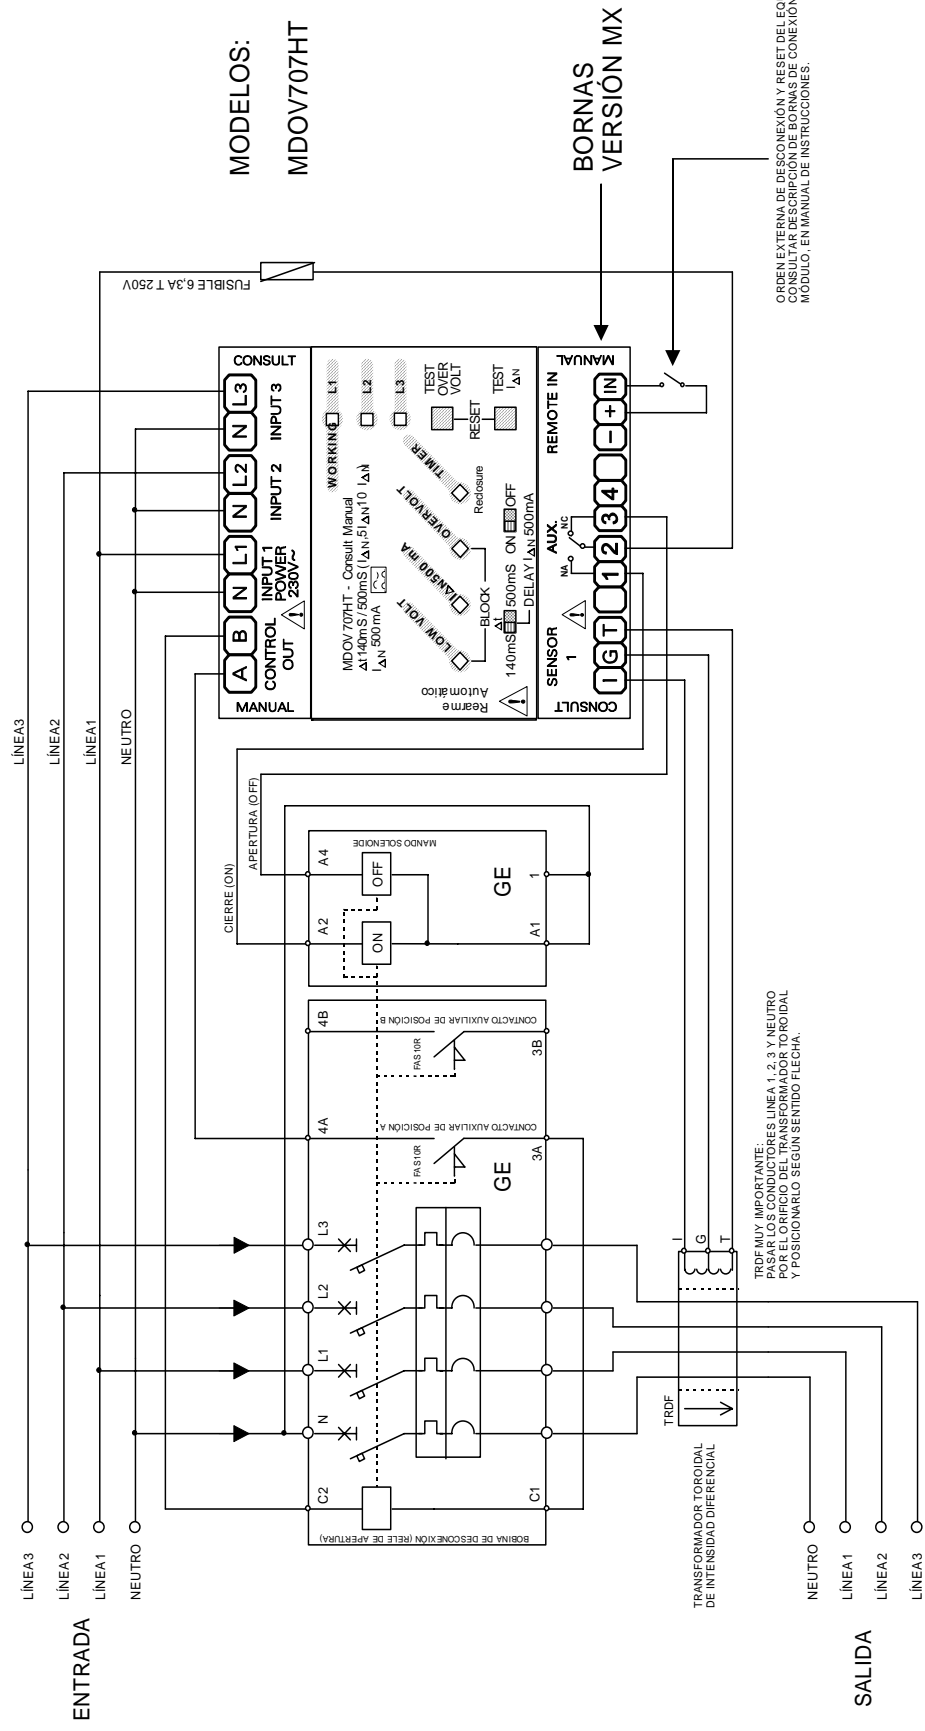 MODELOS:
MDOV707HT
BORNAS
VERSIÓN MX
ORDEN EXTERNA DE DESCONEXIÓN Y RESET DEL EQ
CONSULTAR DESCRIPCIÓN DE BORNAS DE CONEXIÓN
MÓDULO, EN MANUAL DE INSTRUCCIONES.
FUSIBLE 6,3A T 250V
MANUAL
CONSULT
A
B
N
L1
N
L2
N
L3
CONTROL
OUT
INPUT 1
POWER
230V~
INPUT 2
INPUT 3
MDOV 707HT - Consult Manual
Δt 140mS / 500mS (IΔN,5IΔN10 IΔN)
IΔN 500 mA
WORKING
L1
L2
L3
LOW VOLT
IΔN500 mA
OVERVOLT
TIMER
Reclosure
BLOCK
Δt
140mS
500mS
ON
OFF
DELAY IΔN 500mA
TEST
OVER
VOLT
RESET
TEST
IΔN
Rearme
Automático
SENSOR
1
AUX.
NA
NC
REMOTE IN
I
G
T
1
2
3
4
–
+
IN
CONSULT
MANUAL
LÍNEA3
LÍNEA2
LÍNEA1
NEUTRO
CIERRE (ON)
APERTURA (OFF)
MANDO SOLENOIDE
A2
A4
ON
OFF
GE
A1
1
4B
CONTACTO AUXILIAR DE POSICIÓN B
FAS10R
3B
4A
CONTACTO AUXILIAR DE POSICIÓN A
FAS10R
3A
GE
L3
L2
L1
N
C2
C1
BOBINA DE DESCONEXIÓN (RELE DE APERTURA)
TRDF MUY IMPORTANTE:
PASAR LOS CONDUCTORES LINEA 1, 2, 3 Y NEUTRO
POR EL ORIFICIO DEL TRANSFORMADOR TOROIDAL
Y POSICIONARLO SEGÚN SENTIDO FLECHA.
I
G
T
TRDF
TRANSFORMADOR TOROIDAL
DE INTENSIDAD DIFERENCIAL
LÍNEA3
LÍNEA2
LÍNEA1
NEUTRO
ENTRADA
NEUTRO
LÍNEA1
LÍNEA2
LÍNEA3
SALIDA